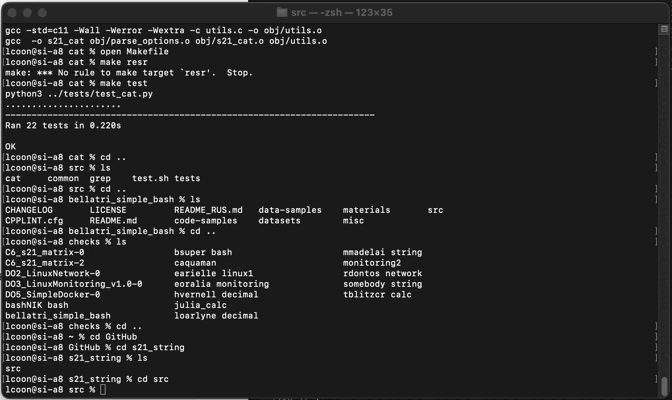 src — -zsh — 123×35
gcc -std=c11 -Wall -Werror -Wextra -c utils.c -o obj/utils.o
gcc  -o s21_cat obj/parse_options.o obj/s21_cat.o obj/utils.o
[lcoon@si-a8 cat % open Makefile ]
[lcoon@si-a8 cat % make resr ]
make: *** No rule to make target `resr'.  Stop.
[lcoon@si-a8 cat % make test ]
python3 ../tests/test_cat.py
......................
----------------------------------------------------------------------
Ran 22 tests in 0.220s
OK
[lcoon@si-a8 cat % cd .. ]
[lcoon@si-a8 src % ls ]
cat     common  grep    test.sh tests
[lcoon@si-a8 src % cd .. ]
[lcoon@si-a8 bellatri_simple_bash % ls ]
CHANGELOG       LICENSE         README_RUS.md   data-samples    materials       src
CPPLINT.cfg     README.md       code-samples    datasets        misc
[lcoon@si-a8 bellatri_simple_bash % cd .. ]
[lcoon@si-a8 checks % ls ]
C6_s21_matrix-0                 bsuper bash                     mmadelai string
C6_s21_matrix-2                 caquaman                        monitoring2
DO2_LinuxNetwork-0              earielle linux1                 rdontos network
DO3_LinuxMonitoring_v1.0-0      eoralia monitoring              somebody string
DO5_SimpleDocker-0              hvernell decimal                tblitzcr calc
bashNIK bash                    julia_calc
bellatri_simple_bash            loarlyne decimal
[lcoon@si-a8 checks % cd .. ]
[lcoon@si-a8 ~ % cd GitHub ]
[lcoon@si-a8 GitHub % cd s21_string ]
[lcoon@si-a8 s21_string % ls ]
src
[lcoon@si-a8 s21_string % cd src ]
lcoon@si-a8 src %